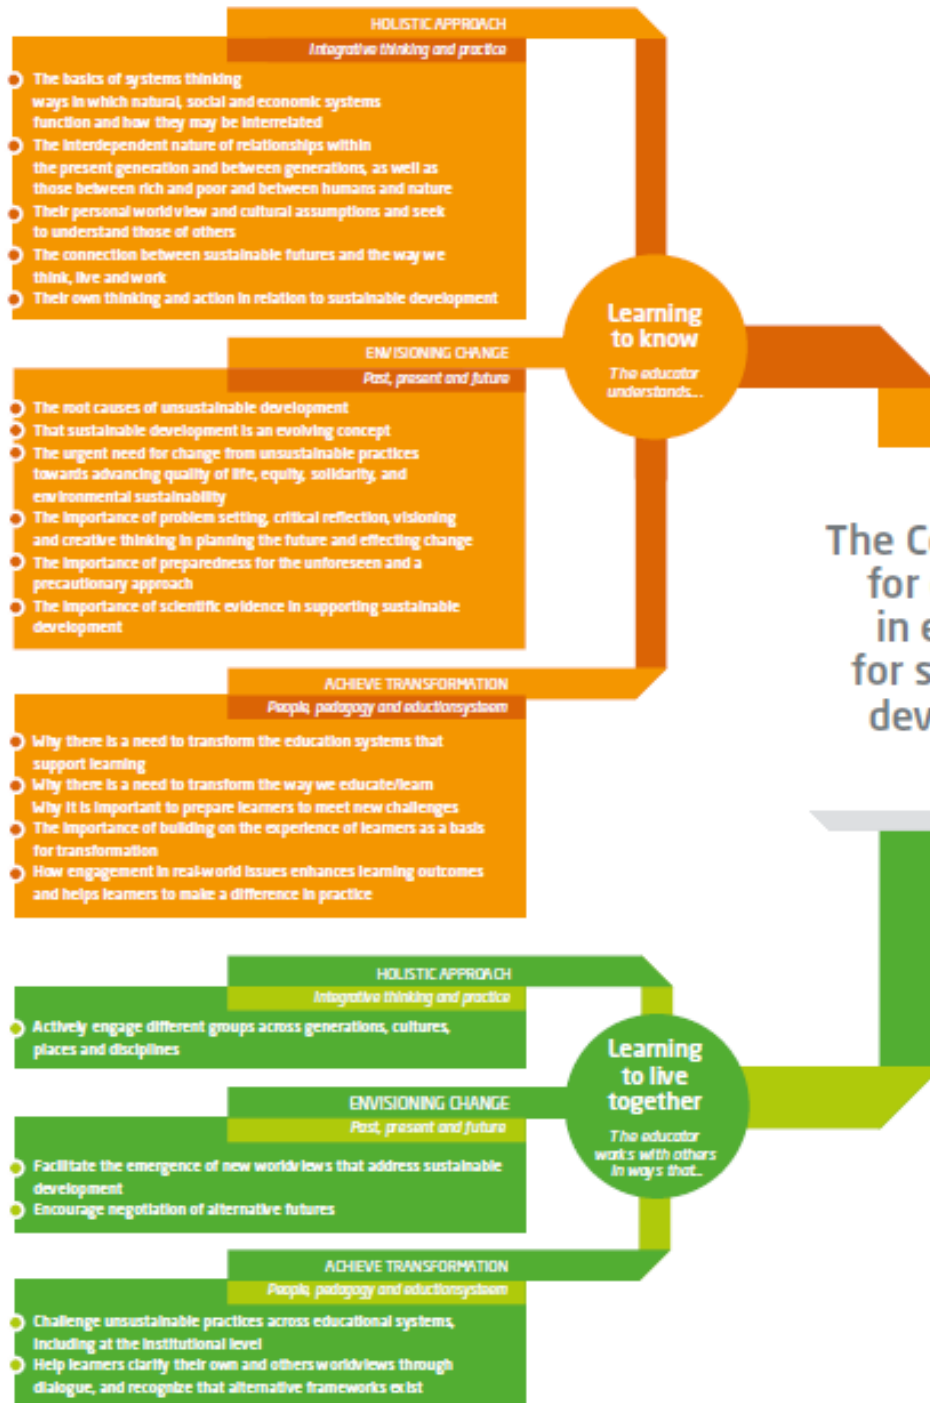 HOLISTIC APPROACH
Integrative thinking and practice
The basics of systems thinking
ways in which natural, social and economic systems
function and how they may be interrelated
The interdependent nature of relationships within
the present generation and between generations, as well as
those between rich and poor and between humans and nature
Their personal world view and cultural assumptions and seek
to understand those of others
The connection between sustainable futures and the way we
think, live and work
Their own thinking and action in relation to sustainable development
Learning
to know
The educator
understands...
ENVISIONING CHANGE
Past, present and future
The root causes of unsustainable development
That sustainable development is an evolving concept
The urgent need for change from unsustainable practices
towards advancing quality of life, equity, solidarity, and
environmental sustainability
The importance of problem setting, critical reflection, visioning
and creative thinking in planning the future and effecting change
The importance of preparedness for the unforeseen and a
precautionary approach
The importance of scientific evidence in supporting sustainable
development
The
for
in
for
ACHIEVE TRANSFORMATION
People, pedagogy and eductionsysteem
Why there is a need to transform the education systems that
support learning
Why there is a need to transform the way we educate/learn
Why it is important to prepare learners to meet new challenges
The importance of building on the experience of learners as a basis
for transformation
How engagement in real-world issues enhances learning outcomes
and helps learners to make a difference in practice
HOLISTIC APPROACH
Integrative thinking and practice
Actively engage different groups across generations, cultures,
places and disciplines
Learning
to live
together
The educator
works with others
in ways that...
ENVISIONING CHANGE
Past, present and future
Facilitate the emergence of new worldviews that address sustainable
development
Encourage negotiation of alternative futures
ACHIEVE TRANSFORMATION
People, pedagogy and eductionsysteem
Challenge unsustainable practices across educational systems,
including at the institutional level
Help learners clarify their own and others worldviews through
dialogue, and recognize that alternative frameworks exist